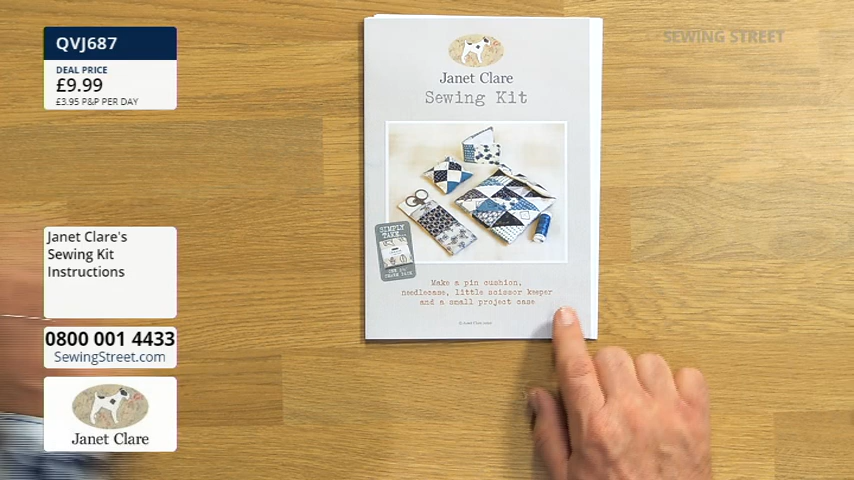 QVJ687
DEAL PRICE
£9.99
£3.95 P&P PER DAY
Janet Clare's
Sewing Kit
Instructions
0800 001 4433
SewingStreet.com
Janet Clare
SEWING STREET
Janet Clare
Sewing Kit
SIMPLY
TAKE...
Make a pin cushion,
needlecase, little scissor keeper
and a small project case